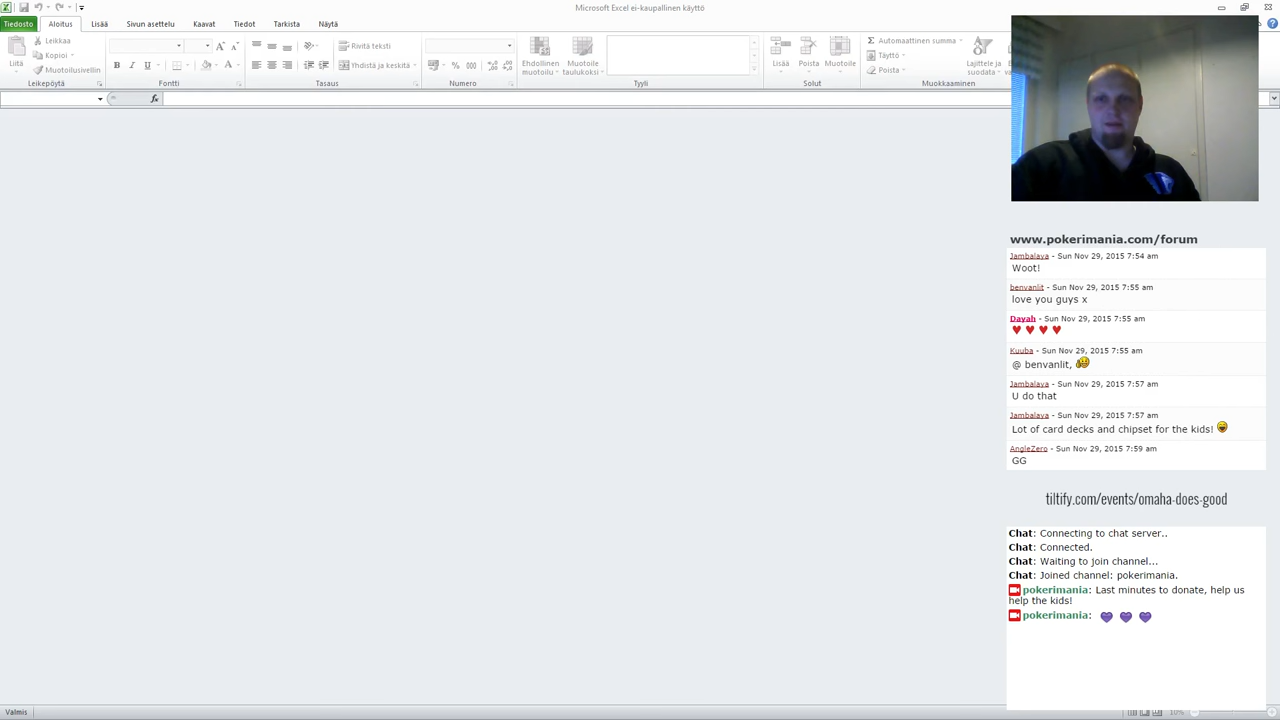 Microsoft Excel ei-kaupallinen käyttö
Tiedosto Aloitus Lisää Sivun asettelu Kaavat Tiedot Tarkista Näytä
Liitä
Leikkaa
Kopioi
Muotoilusivellin
Leikepöytä
Fontti
Rivitä teksti
Yhdistä ja keskitä
Tasaus
Numero
Ehdollinen muotoilu
Muotoile taulukoksi
Tyyli
Lisää Poista Muotoile
Solut
Automaattinen summa
Täyttö
Poista
Lajittele ja suodata
Muokkaaminen
fx
www.pokerimania.com/forum
Jambalaya - Sun Nov 29, 2015 7:54 am
Woot!
benvanlit - Sun Nov 29, 2015 7:55 am
love you guys x
Dayah - Sun Nov 29, 2015 7:55 am
♥ ♥ ♥ ♥
Kuuba - Sun Nov 29, 2015 7:55 am
@ benvanlit,
Jambalaya - Sun Nov 29, 2015 7:57 am
U do that
Jambalaya - Sun Nov 29, 2015 7:57 am
Lot of card decks and chipset for the kids!
AngleZero - Sun Nov 29, 2015 7:59 am
GG
tiltify.com/events/omaha-does-good
Chat: Connecting to chat server..
Chat: Connected.
Chat: Waiting to join channel...
Chat: Joined channel: pokerimania.
pokerimania: Last minutes to donate, help us
help the kids!
pokerimania:
Valmis
10%